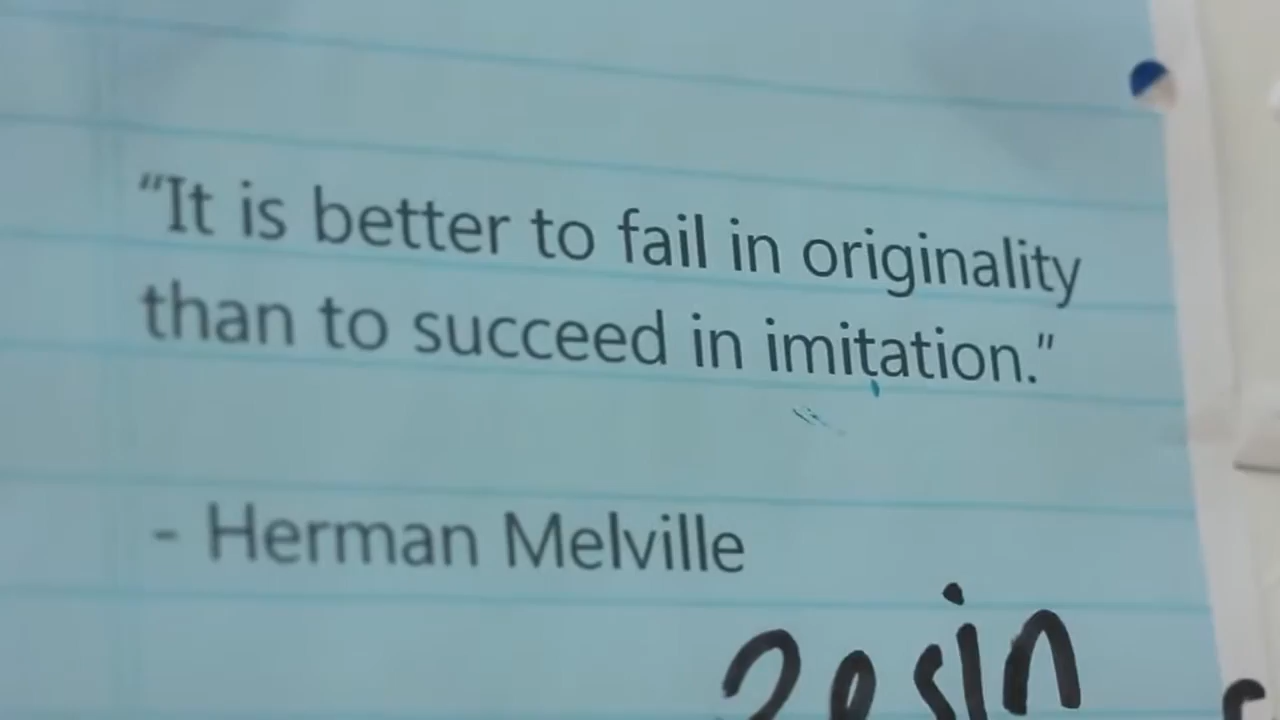 “It is better to fail in originality
than to succeed in imitation.”
- Herman Melville